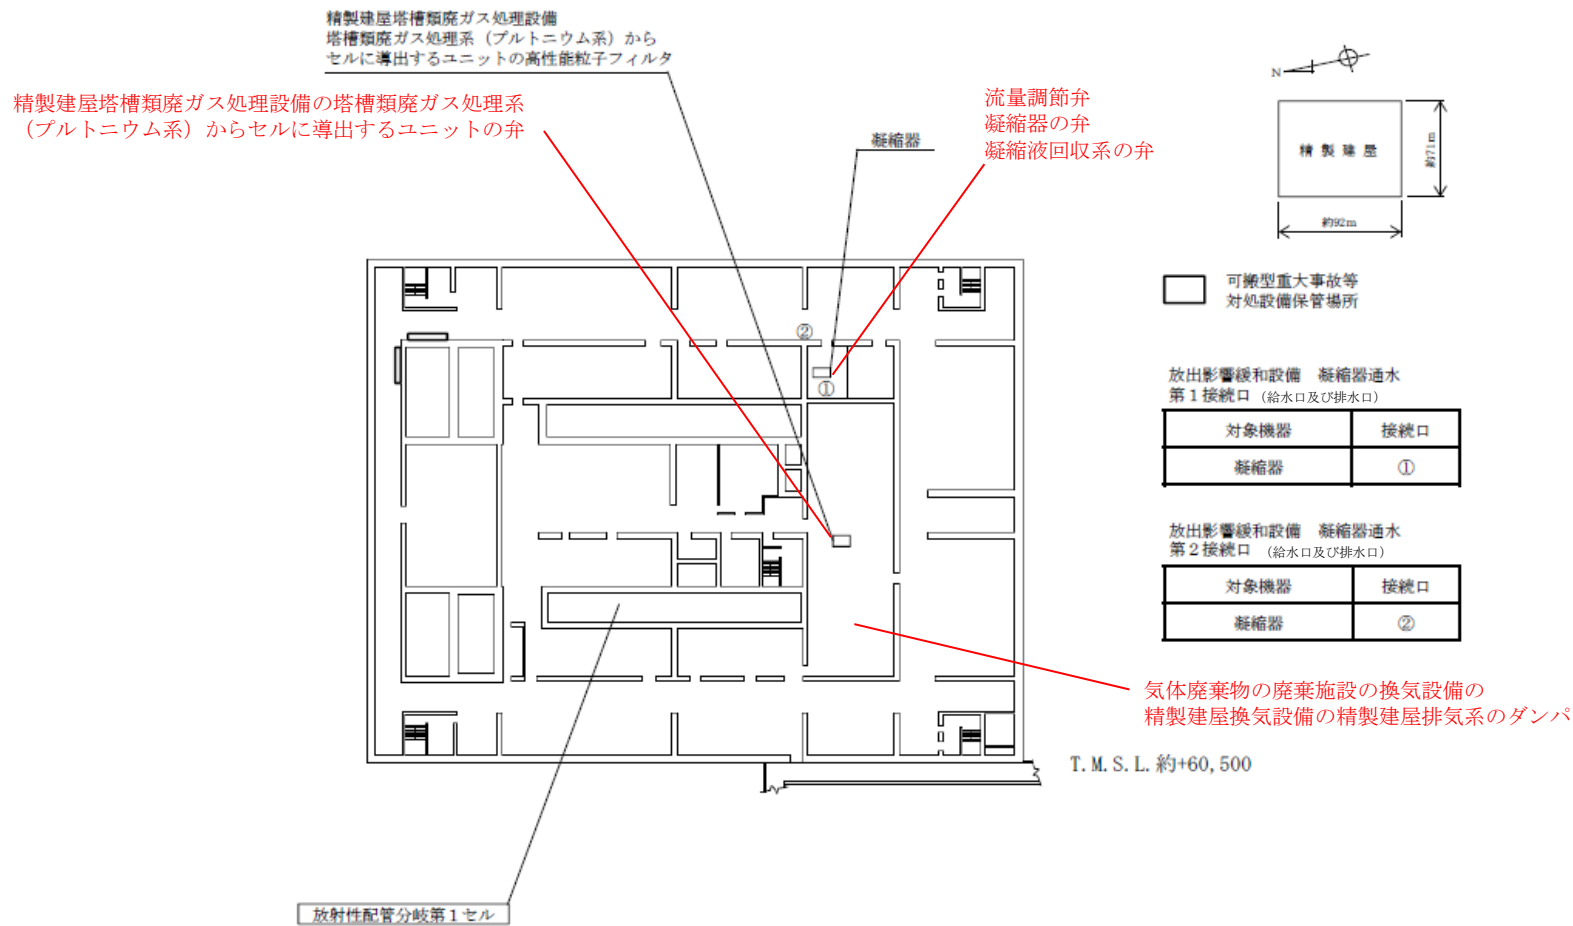 精製建屋塔槽類廃ガス処理設備
塔槽類廃ガス処理系（プルトニウム系）から
セルに導出するユニットの高性能粒子フィルタ
精製建屋塔槽類廃ガス処理設備の塔槽類廃ガス処理系
（プルトニウム系）からセルに導出するユニットの弁
凝縮器
流量調節弁
凝縮器の弁
凝縮液回収系の弁
N
精製建屋
約71m
約92m
可搬型重大事故等
対処設備保管場所
②
①
放出影響緩和設備　凝縮器通水
第１接続口（給水口及び排水口）
対象機器 接続口
凝縮器 ①
放出影響緩和設備　凝縮器通水
第２接続口（給水口及び排水口）
対象機器 接続口
凝縮器 ②
気体廃棄物の廃棄施設の換気設備の
精製建屋換気設備の精製建屋排気系のダンパ
T.M.S.L.約+60,500
放射性配管分岐第１セル